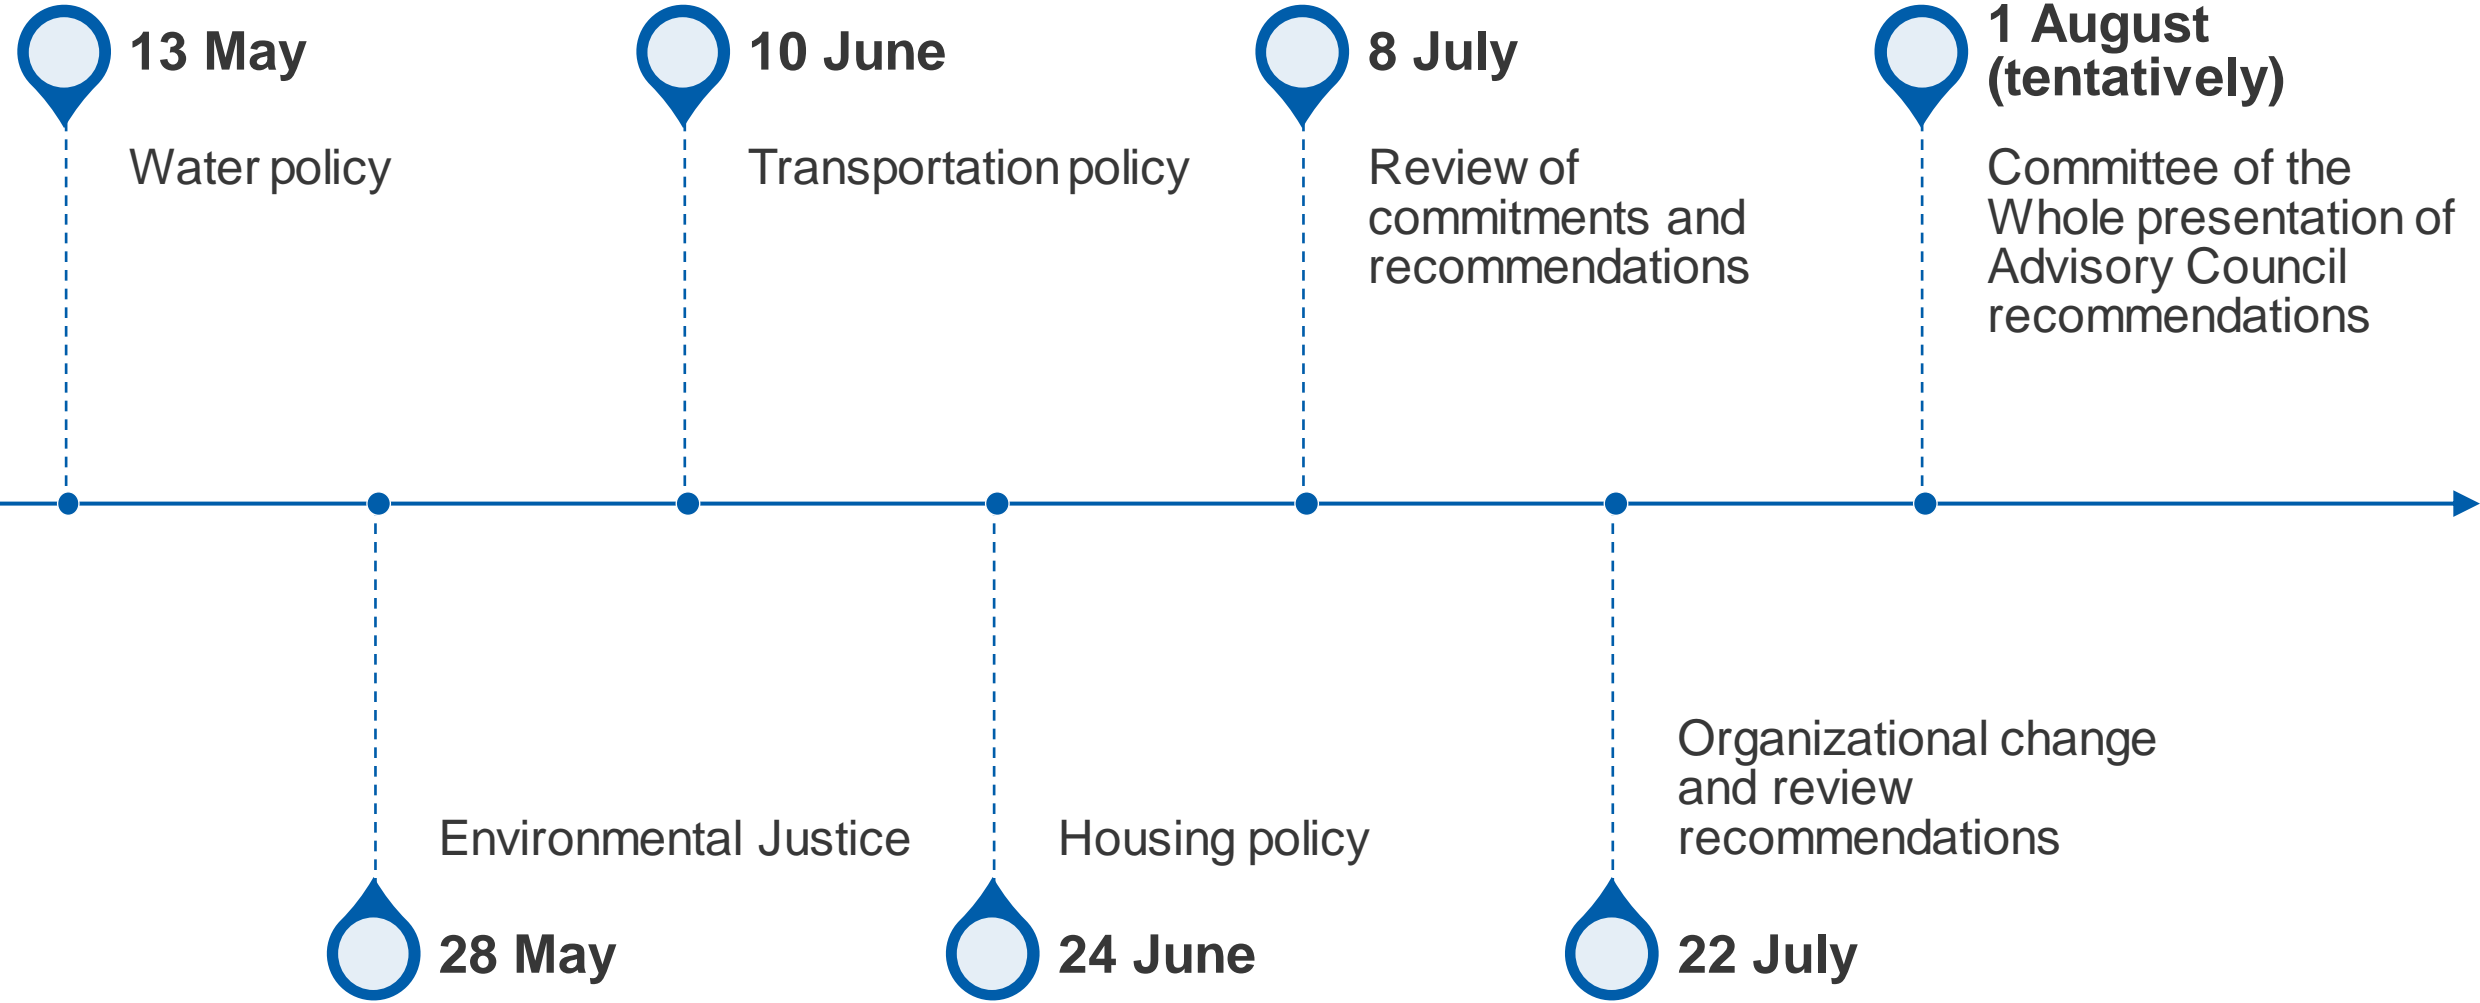 13 May
Water policy
10 June
Transportation policy
8 July
Review of
commitments and
recommendations
1 August
(tentatively)
Committee of the
Whole presentation of
Advisory Council
recommendations
Environmental Justice
28 May
Housing policy
24 June
Organizational change
and review
recommendations
22 July